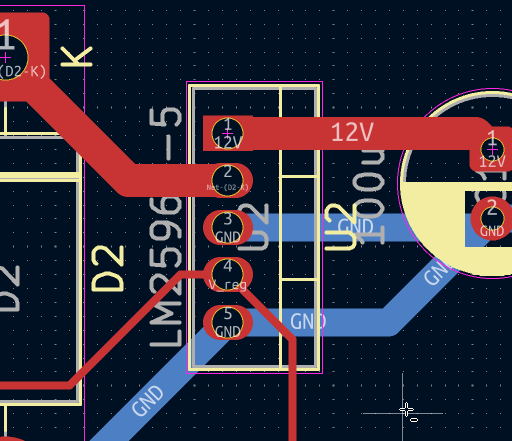 1
(D2-K)
K
LM2596 -5
1
12V
12V
1
12V
2
Net-(D2-K)
3
GND
U2
U2
GND
100u
2
GND
D2
D2
4
V_reg
GND
5
GND
GND
GND